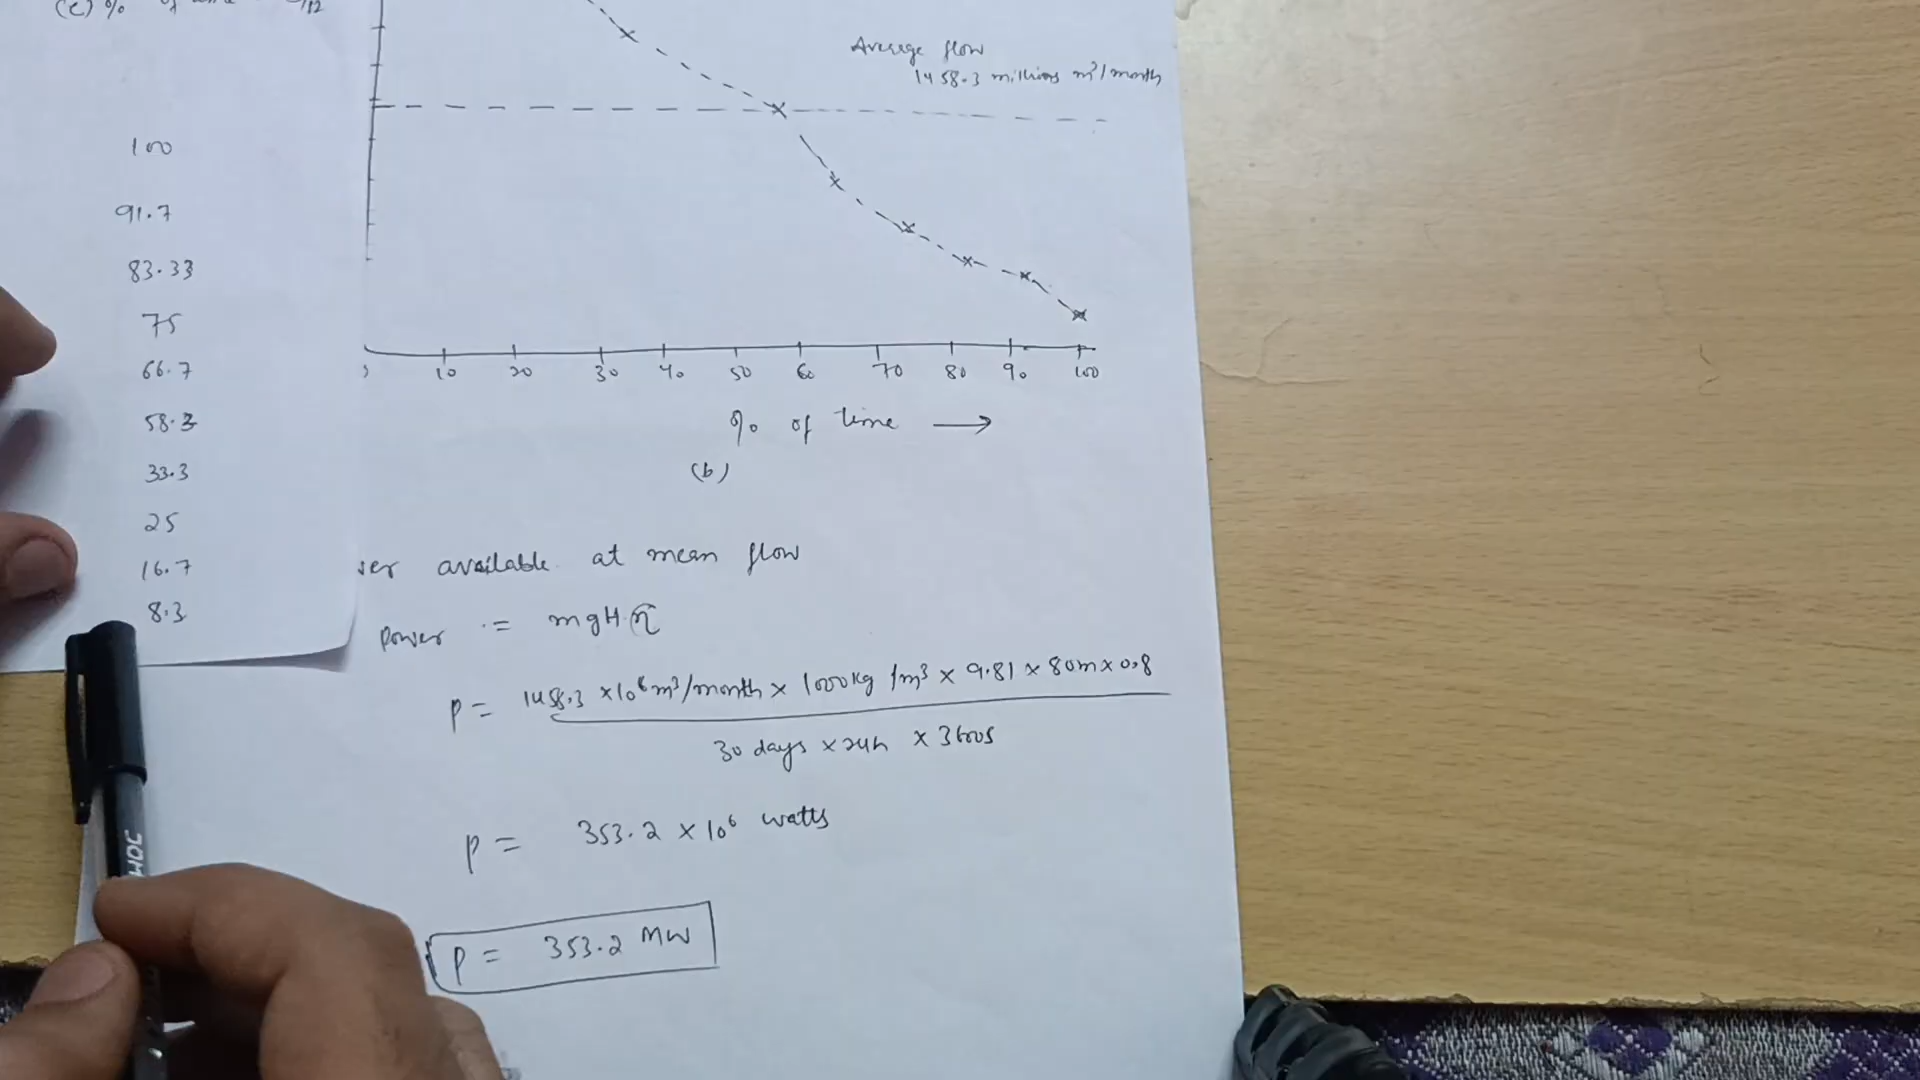 (c) %
Average flow
1458.3 millions m³/month
100
91.7
83.33
75
66.7
58.3
33.3
25
16.7
8.3
10 20 30 40 50 60 70 80 90 100
% of time →
(b)
available at mean flow
Power = mgHη
P = 1458.3 × 10⁶ m³/month × 1000kg /m³ × 9.81 × 80m × 0.8
30 days × 24h × 3600s
P = 353.2 × 10⁶ watts
P = 353.2 MW